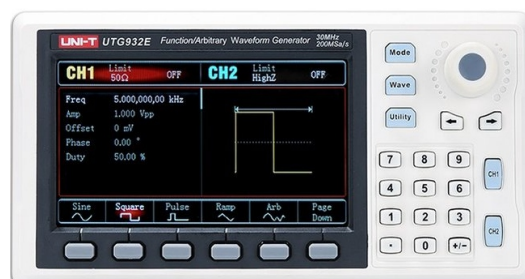 UNI-T UTG932E Function/Arbitrary Waveform Generator 30MHz 200MSa/s
CH1 Limit 50Ω OFF CH2 Limit HighZ OFF
Freq 5.000,000,00 kHz
Amp 1.000 Vpp
Offset 0 mV
Phase 0.00 °
Duty 50.00 %
Sine Square Pulse Ramp Arb Page Down
Mode
Wave
Utility
7 8 9
4 5 6
1 2 3
· 0 +/−
CH1
CH2